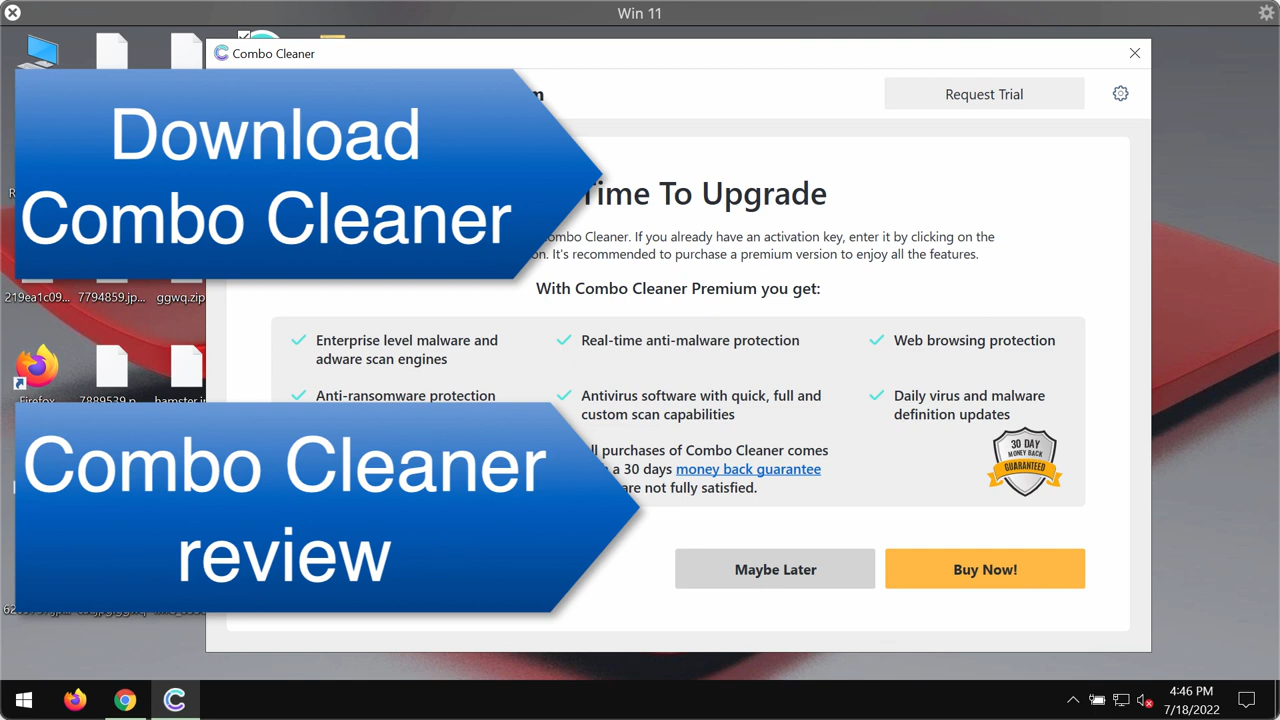 Win 11
Combo Cleaner
Request Trial
Download
Combo Cleaner
Time To Upgrade
Combo Cleaner. If you already have an activation key, enter it by clicking on the
It's recommended to purchase a premium version to enjoy all the features.
With Combo Cleaner Premium you get:
219ea1c09... 7794859.jp... ggwq.zip
Enterprise level malware and
adware scan engines
Real-time anti-malware protection
Web browsing protection
Anti-ransomware protection
Antivirus software with quick, full and
custom scan capabilities
Daily virus and malware
definition updates
Firefox
Combo Cleaner
review
purchases of Combo Cleaner comes
a 30 days money back guarantee
are not fully satisfied.
30 DAY
MONEY BACK
GUARANTEED
Maybe Later
Buy Now!
4:46 PM
7/18/2022